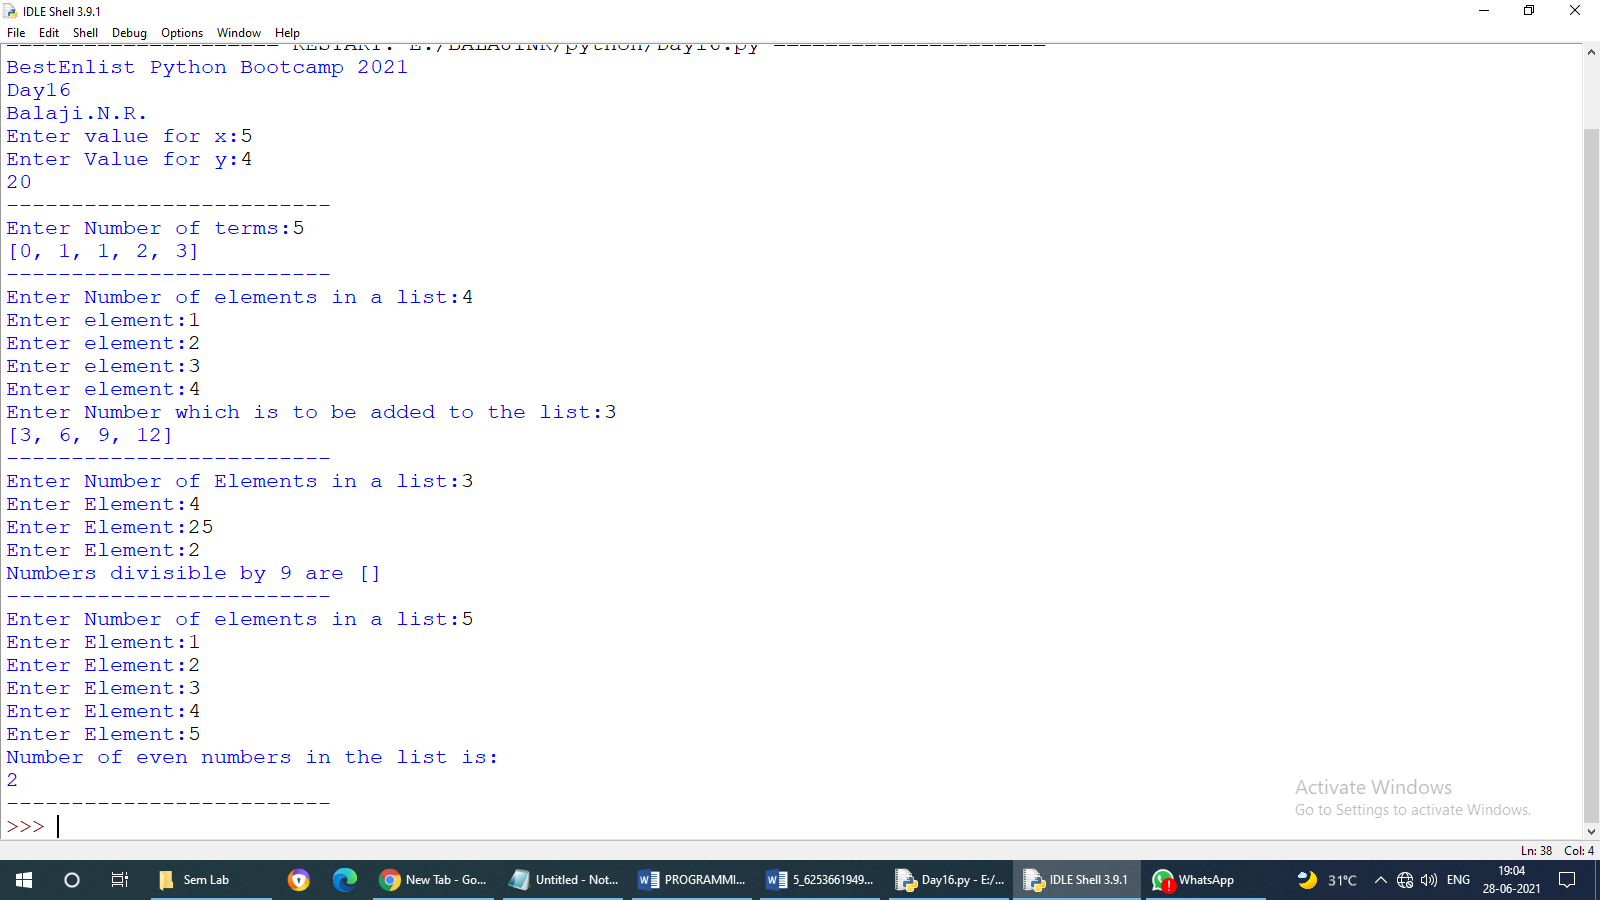 IDLE Shell 3.9.1
File Edit Shell Debug Options Window Help
===================== RESTART: E:/BALAJINR/python/Day16.py =====================
BestEnlist Python Bootcamp 2021
Day16
Balaji.N.R.
Enter value for x:5
Enter Value for y:4
20
-------------------------
Enter Number of terms:5
[0, 1, 1, 2, 3]
-------------------------
Enter Number of elements in a list:4
Enter element:1
Enter element:2
Enter element:3
Enter element:4
Enter Number which is to be added to the list:3
[3, 6, 9, 12]
-------------------------
Enter Number of Elements in a list:3
Enter Element:4
Enter Element:25
Enter Element:2
Numbers divisible by 9 are []
-------------------------
Enter Number of elements in a list:5
Enter Element:1
Enter Element:2
Enter Element:3
Enter Element:4
Enter Element:5
Number of even numbers in the list is:
2
-------------------------
>>>
Activate Windows
Go to Settings to activate Windows.
Ln: 38 Col: 4
Sem Lab
New Tab - Go...
Untitled - Not...
PROGRAMMI...
5_6253661949...
Day16.py - E:/...
IDLE Shell 3.9.1
WhatsApp
31°C
ENG
19:04
28-06-2021